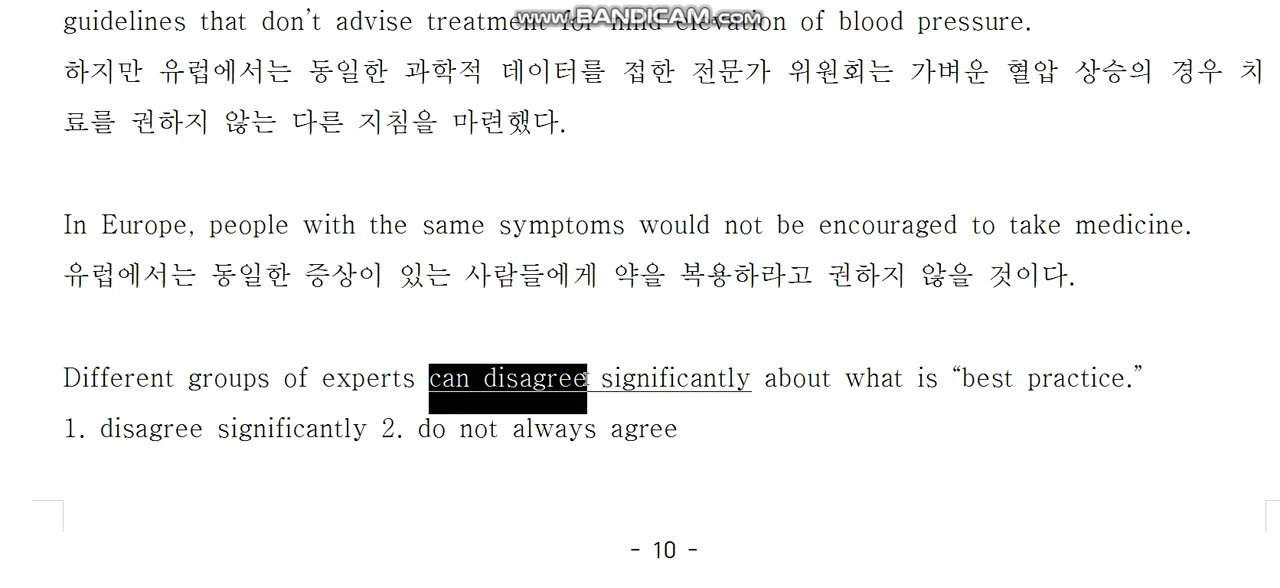 www.BANDICAM.com
guidelines that don't advise treatment for mild elevation of blood pressure.
하지만 유럽에서는 동일한 과학적 데이터를 접한 전문가 위원회는 가벼운 혈압 상승의 경우 치
료를 권하지 않는 다른 지침을 마련했다.
In Europe, people with the same symptoms would not be encouraged to take medicine.
유럽에서는 동일한 증상이 있는 사람들에게 약을 복용하라고 권하지 않을 것이다.
Different groups of experts can disagree significantly about what is “best practice.”
1. disagree significantly 2. do not always agree
- 10 -